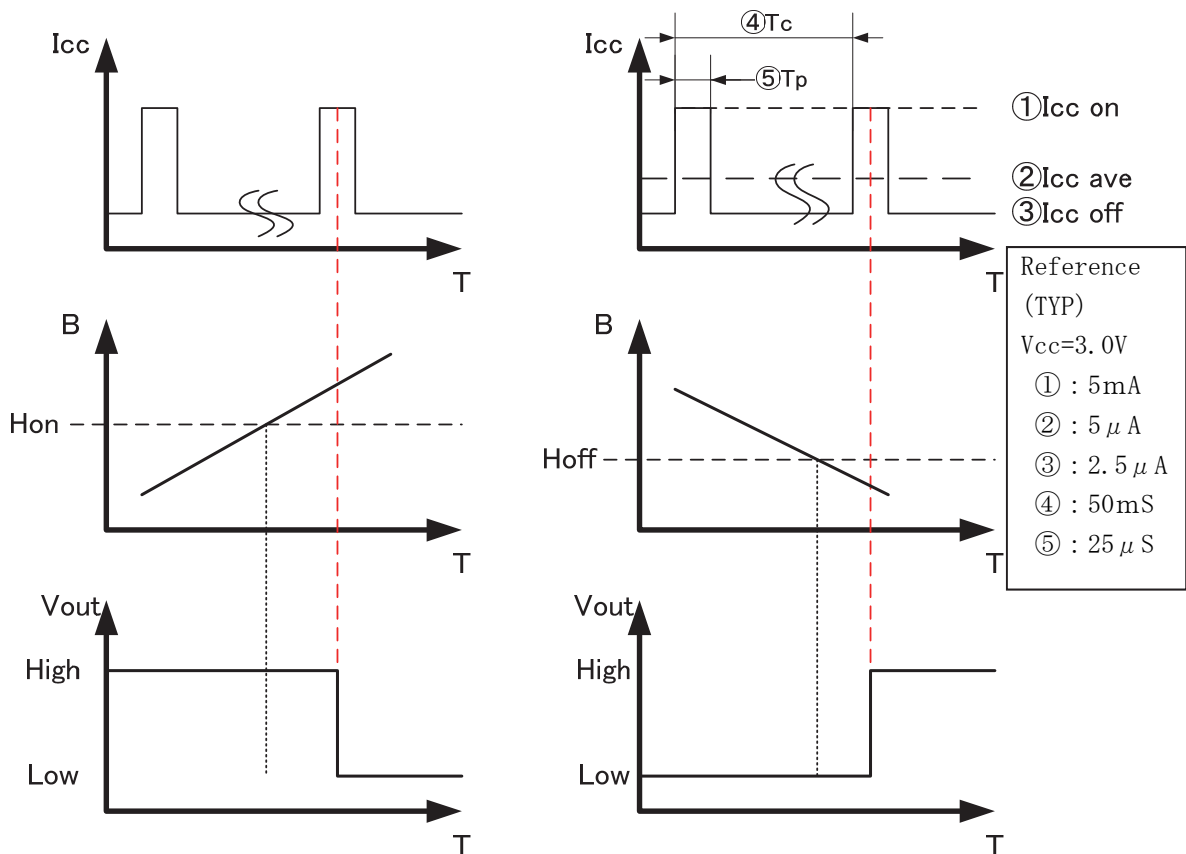 Icc
T
B
Hon
T
Vout
High
Low
T
④Tc
Icc
⑤Tp
①Icc on
②Icc ave
③Icc off
T
B
Hoff
T
Vout
High
Low
T
Reference
(TYP)
Vcc=3.0V
①:5mA
②:5μA
③:2.5μA
④:50mS
⑤:25μS